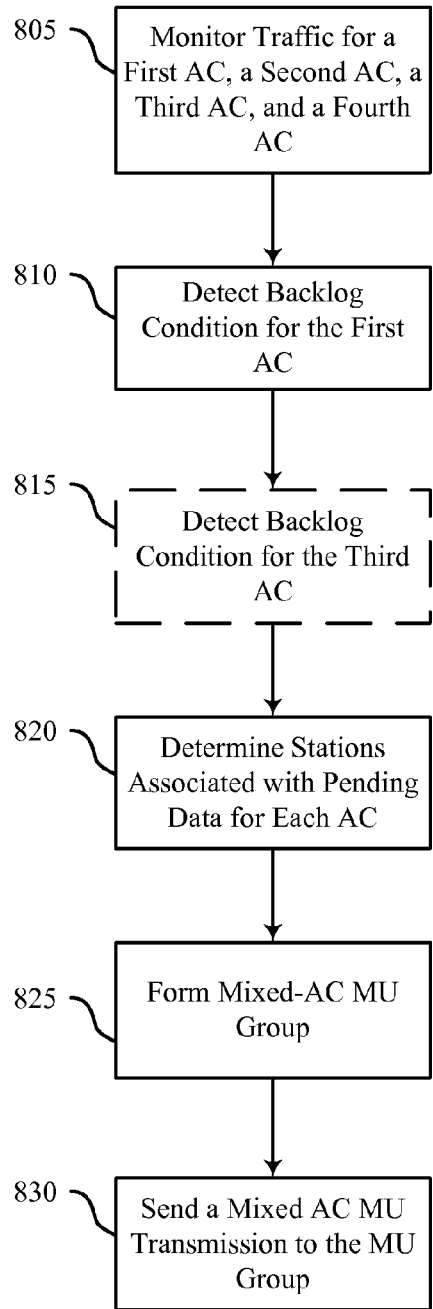 805
Monitor Traffic for a
First AC, a Second AC, a
Third AC, and a Fourth
AC
810
Detect Backlog
Condition for the First
AC
815
Detect Backlog
Condition for the Third
AC
820
Determine Stations
Associated with Pending
Data for Each AC
825
Form Mixed-AC MU
Group
830
Send a Mixed AC MU
Transmission to the MU
Group